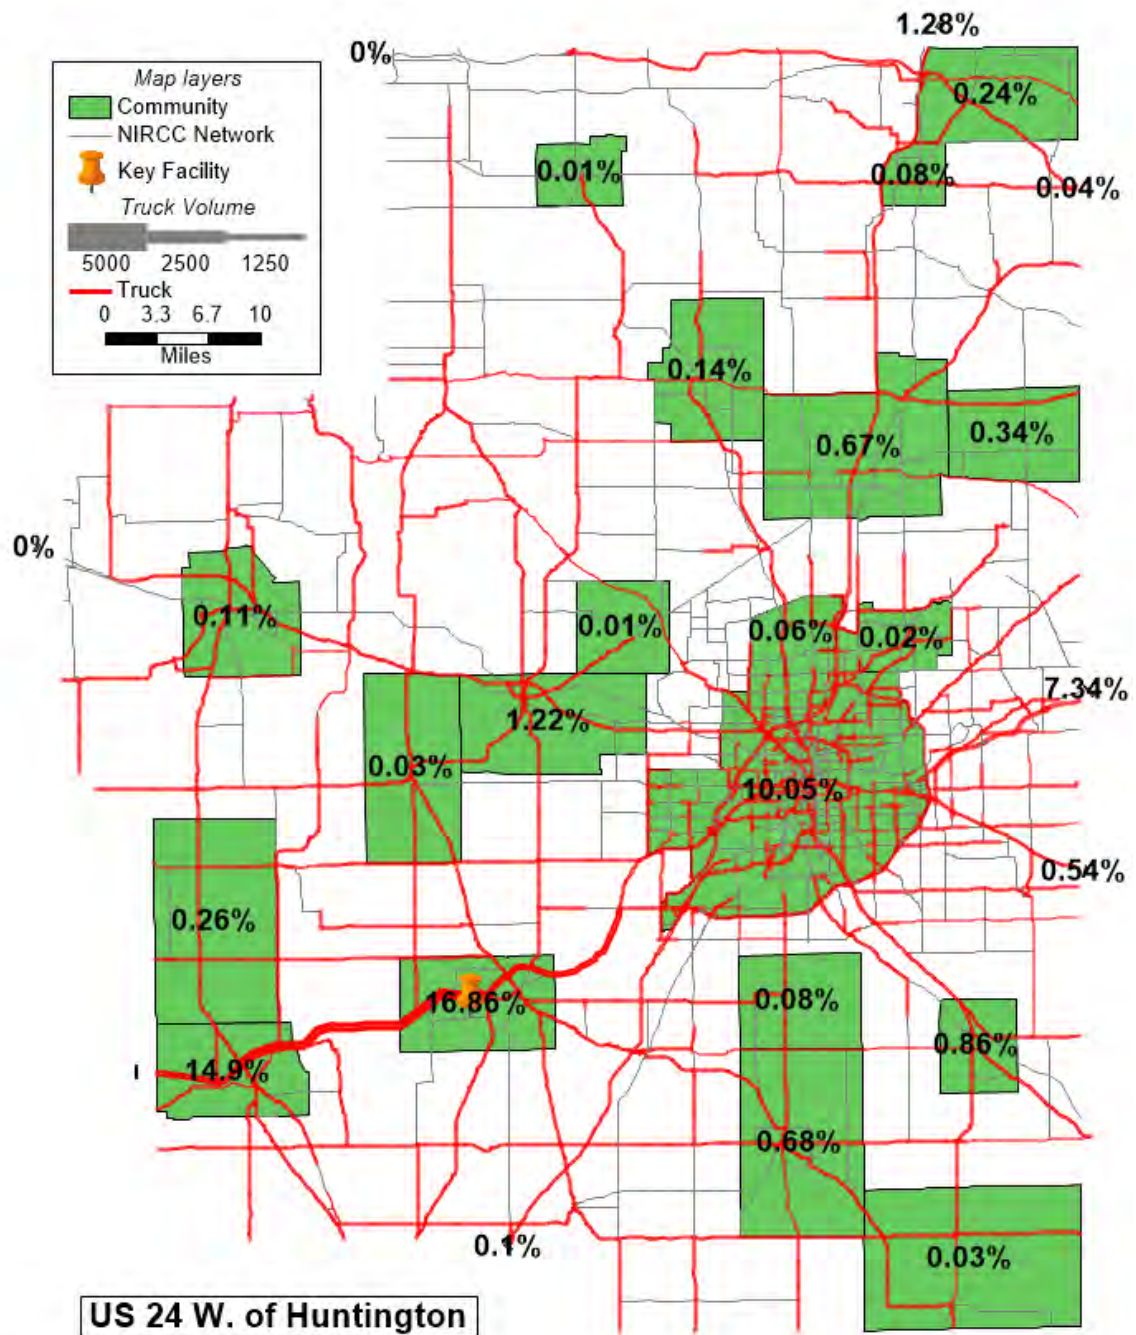 1.28%
0%
Map layers
Community
NIRCC Network
Key Facility
Truck Volume
5000 2500 1250
Truck
0 3.3 6.7 10
Miles
0.24%
0.01%
0.08%
0.04%
0.14%
0.67%
0.34%
0%
0.11%
0.01%
0.06%
0.02%
7.34%
1.22%
0.03%
10.05%
0.54%
0.26%
16.86%
0.08%
0.86%
14.9%
0.68%
0.1%
0.03%
US 24 W. of Huntington